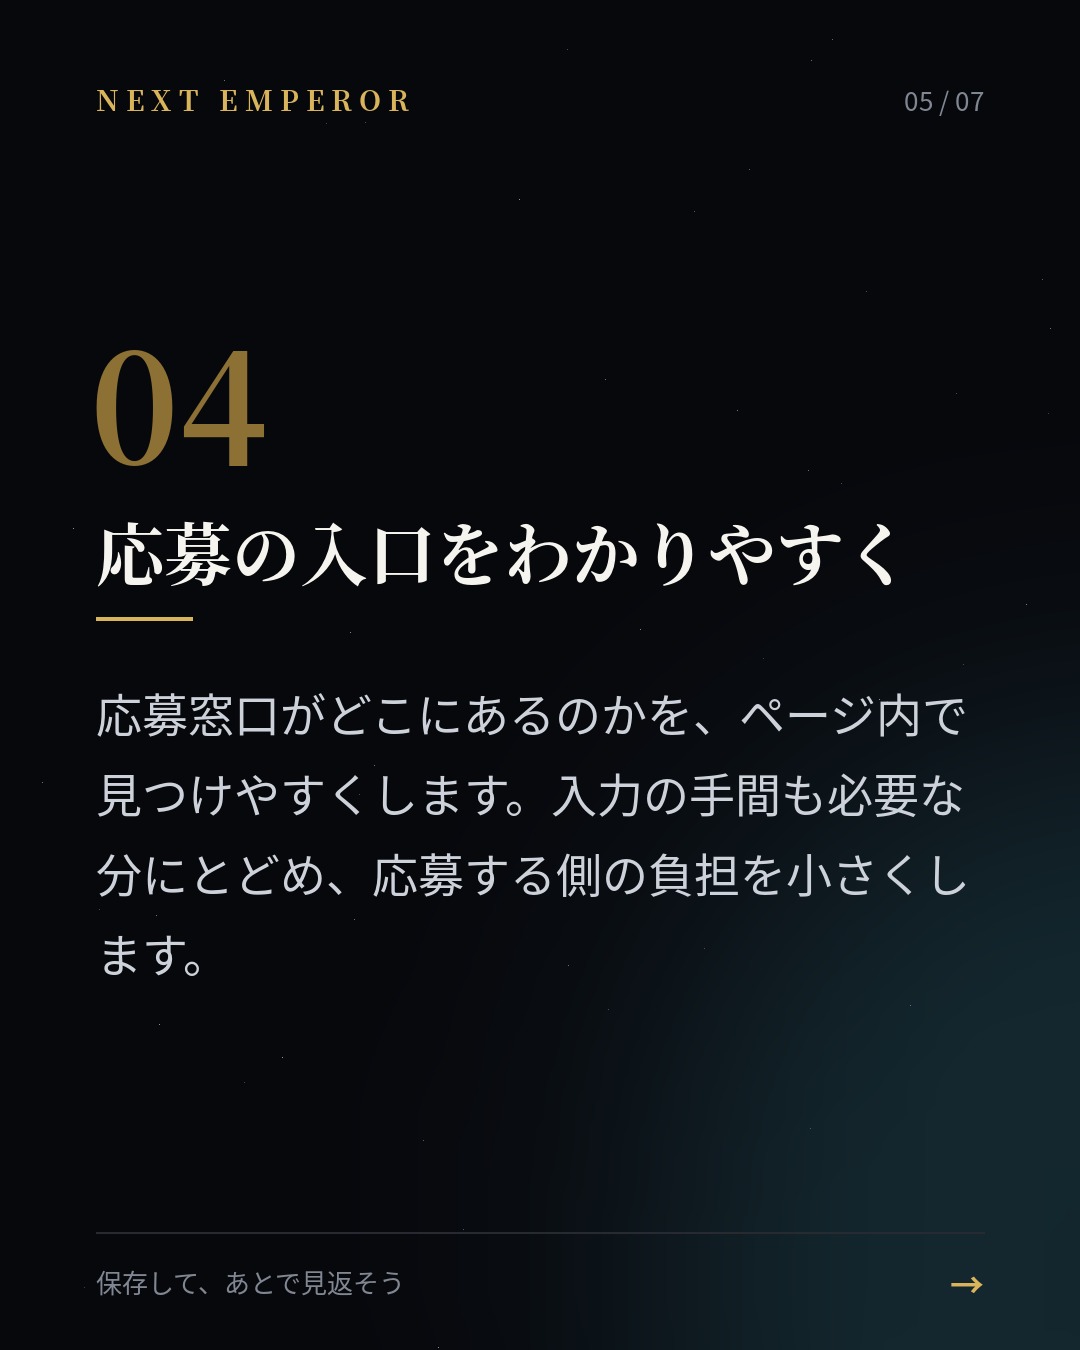 NEXT EMPEROR
05 / 07
04
応募の入口をわかりやすく
応募窓口がどこにあるのかを、ページ内で
見つけやすくします。入力の手間も必要な
分にとどめ、応募する側の負担を小さくし
ます。
保存して、あとで見返そう
→